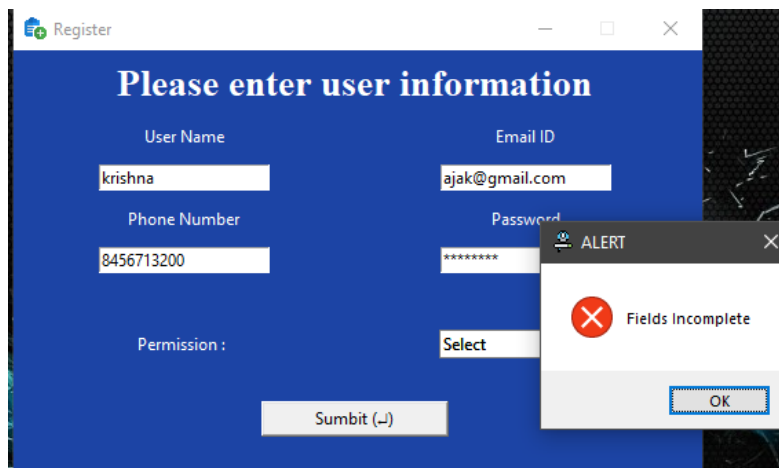 Register
Please enter user information
User Name Email ID
krishna ajak@gmail.com
Phone Number Password
ALERT
8456713200 ********
Fields Incomplete
Permission : Select
OK
Sumbit (↵)